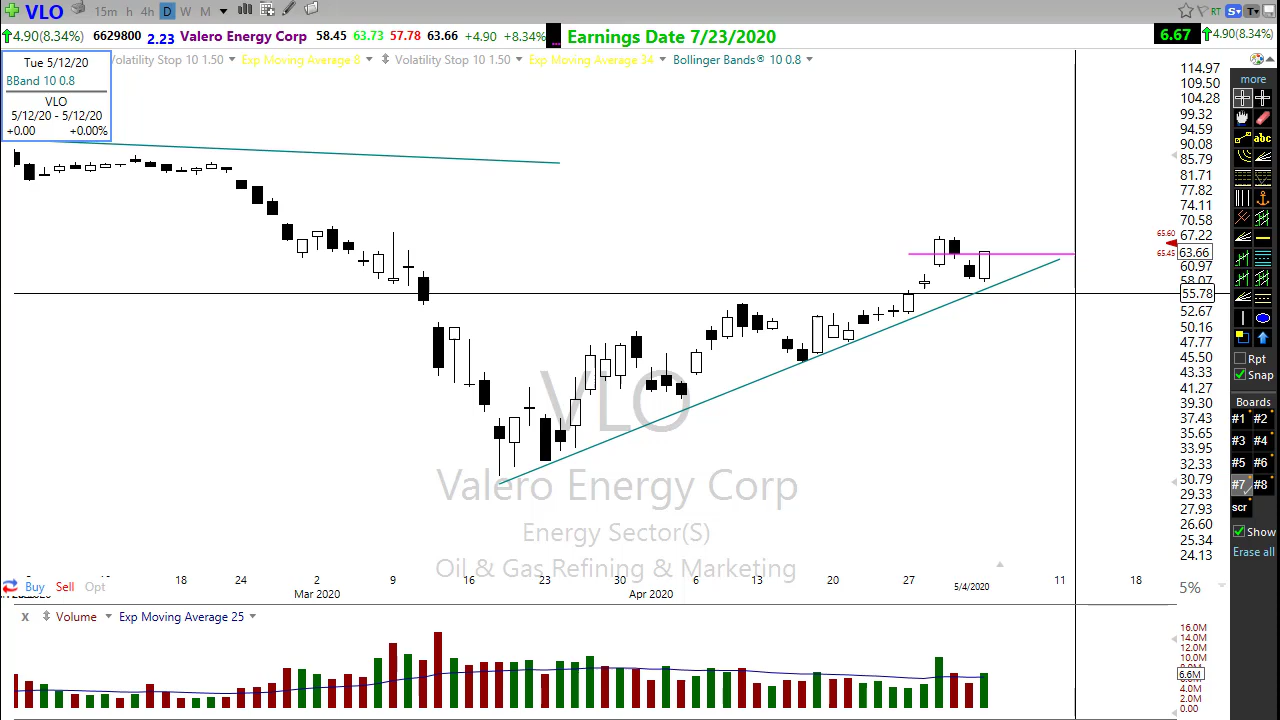 VLO 15m h 4h D W M RT S T
4.90(8.34%) 6629800 2.23 Valero Energy Corp 58.45 63.73 57.78 63.66 +4.90 +8.34% Earnings Date 7/23/2020 6.67 4.90(8.34%)
Tue 5/12/20
BBand 10 0.8
VLO
5/12/20 - 5/12/20
+0.00 +0.00%
Volatility Stop 10 1.50 Exp Moving Average 8 Volatility Stop 10 1.50 Exp Moving Average 34 Bollinger Bands® 10 0.8
114.97
109.50
104.28
99.32
94.59
90.08
85.79
81.71
77.82
74.11
70.58
67.22
65.60
65.45
63.66
60.97
58.07
55.78
52.67
50.16
47.77
45.50
43.33
41.27
39.30
37.43
35.65
33.95
32.33
30.79
29.33
27.93
26.60
25.34
24.13
5%
more
abc
Rpt
Snap
Boards
#1 #2
#3 #4
#5 #6
#7 #8
scr
Show
Erase all
VLO
Valero Energy Corp
Energy Sector(S)
Oil & Gas Refining & Marketing
Buy Sell Opt
18 24 2 9 16 23 30 6 13 20 27 5/4/2020 11 18
Mar 2020 Apr 2020
x Volume Exp Moving Average 25
16.0M
14.0M
12.0M
10.0M
8.0M
6.6M
4.0M
2.0M
0.00